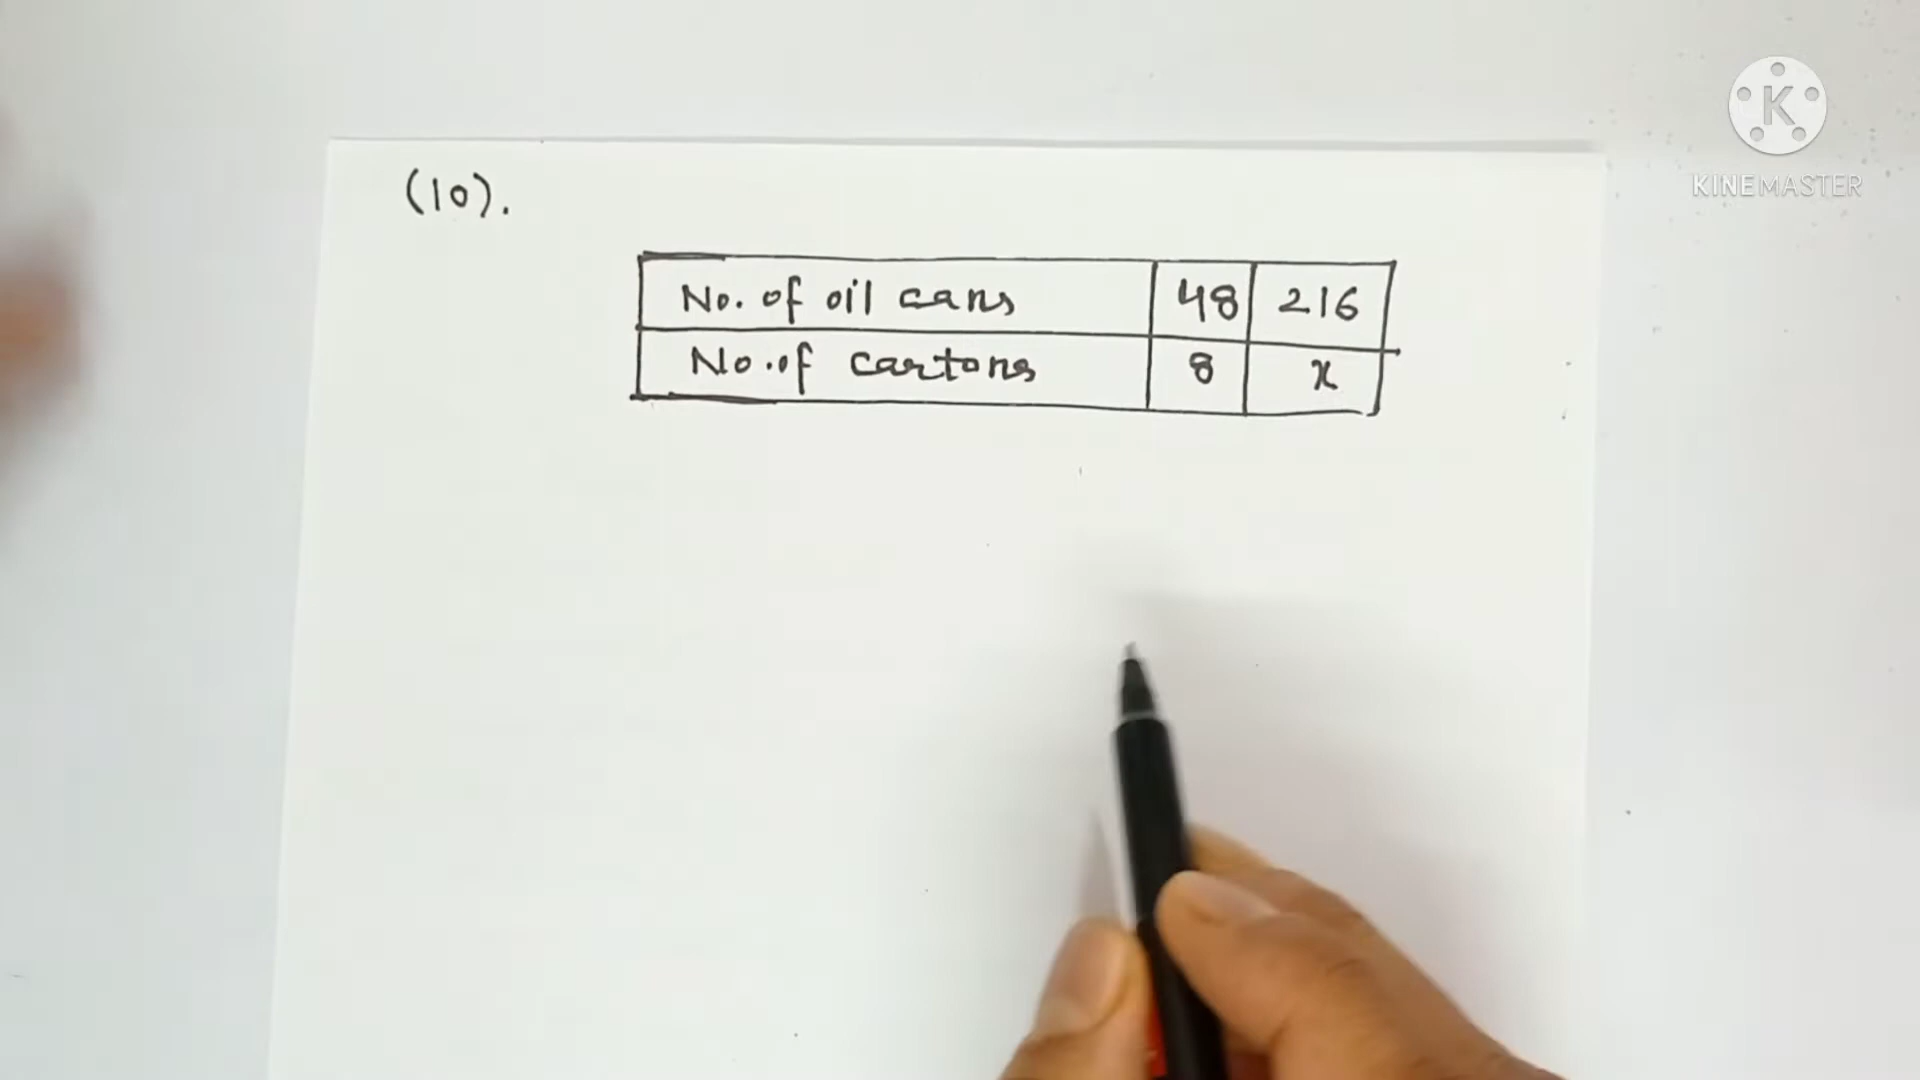 K
KINEMASTER
(10).
No. of oil cans 48 216
No. of cartons 8 x